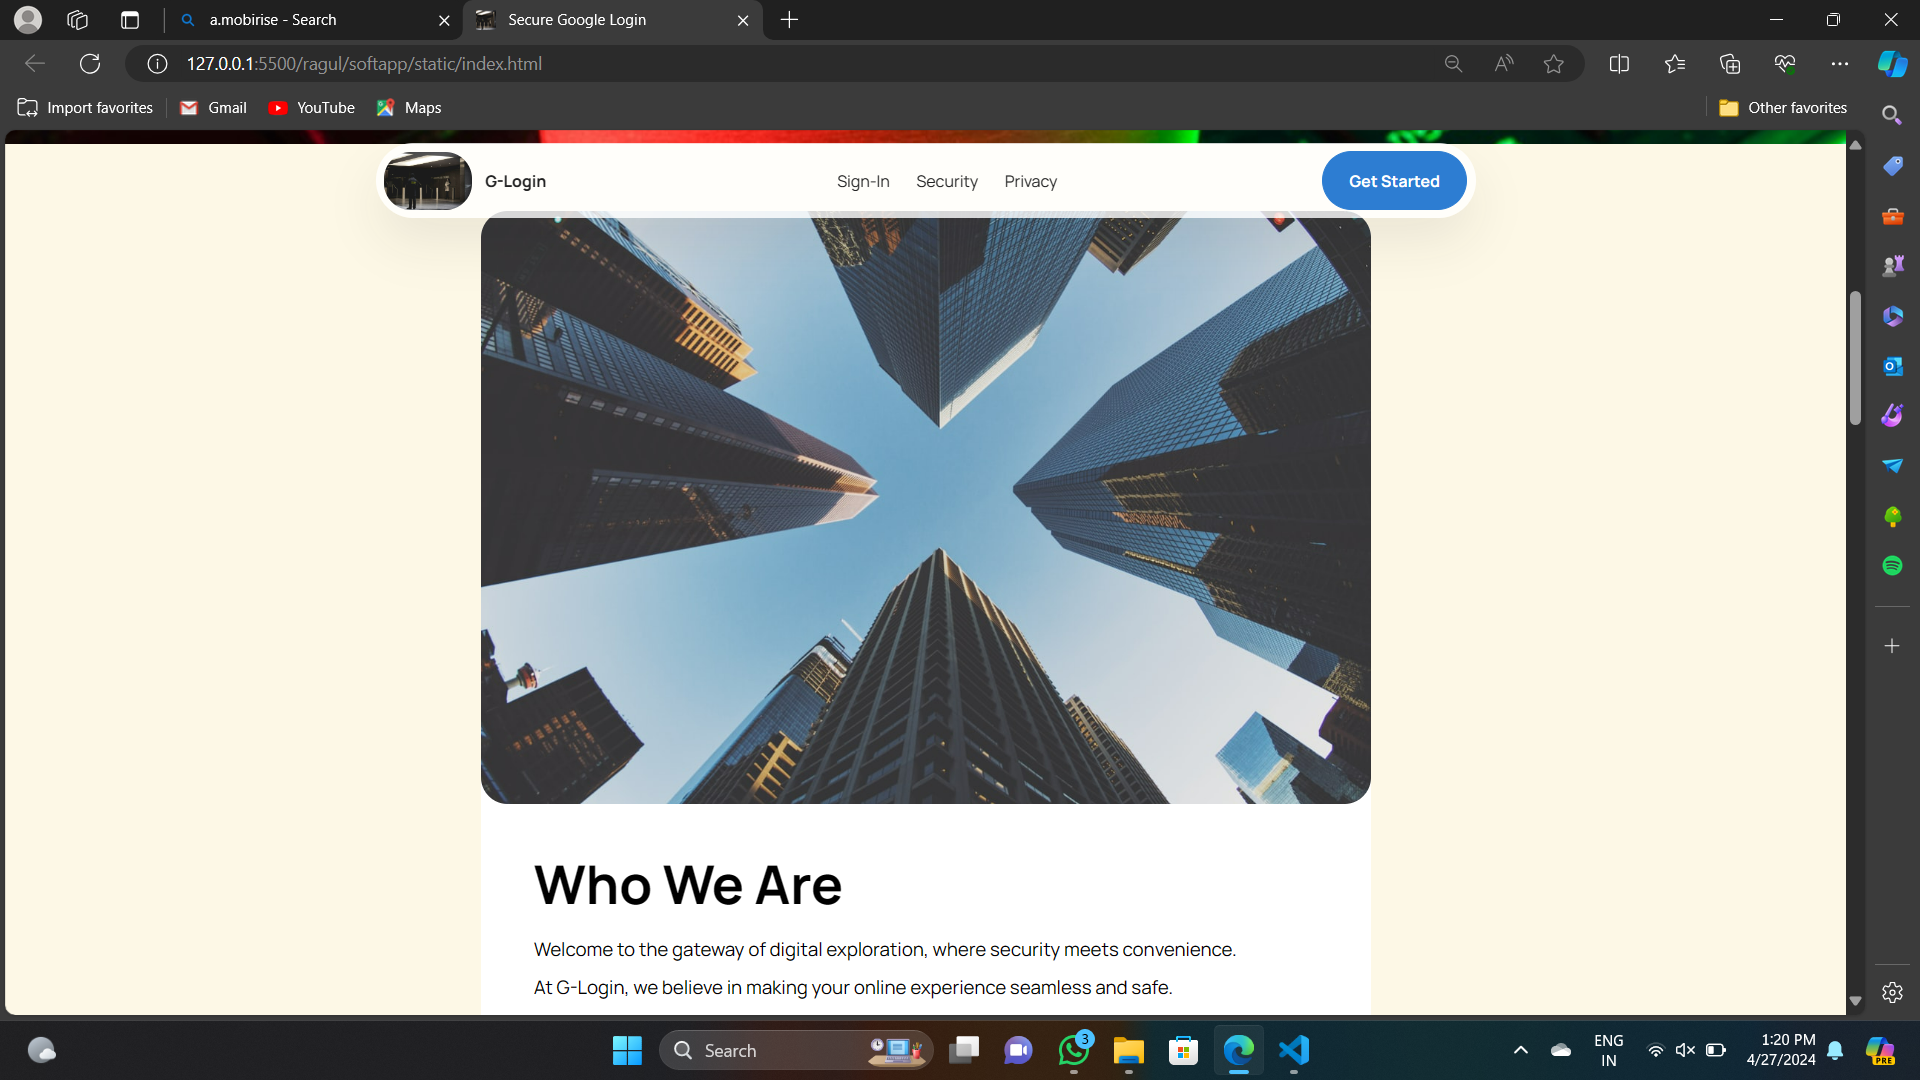 a.mobirise - Search
Secure Google Login
127.0.0.1:5500/ragul/softapp/static/index.html
Import favorites
Gmail
YouTube
Maps
Other favorites
G-Login
Sign-In
Security
Privacy
Get Started
Who We Are
Welcome to the gateway of digital exploration, where security meets convenience.
At G-Login, we believe in making your online experience seamless and safe.
Search
3
ENG
IN
1:20 PM
4/27/2024
PRE